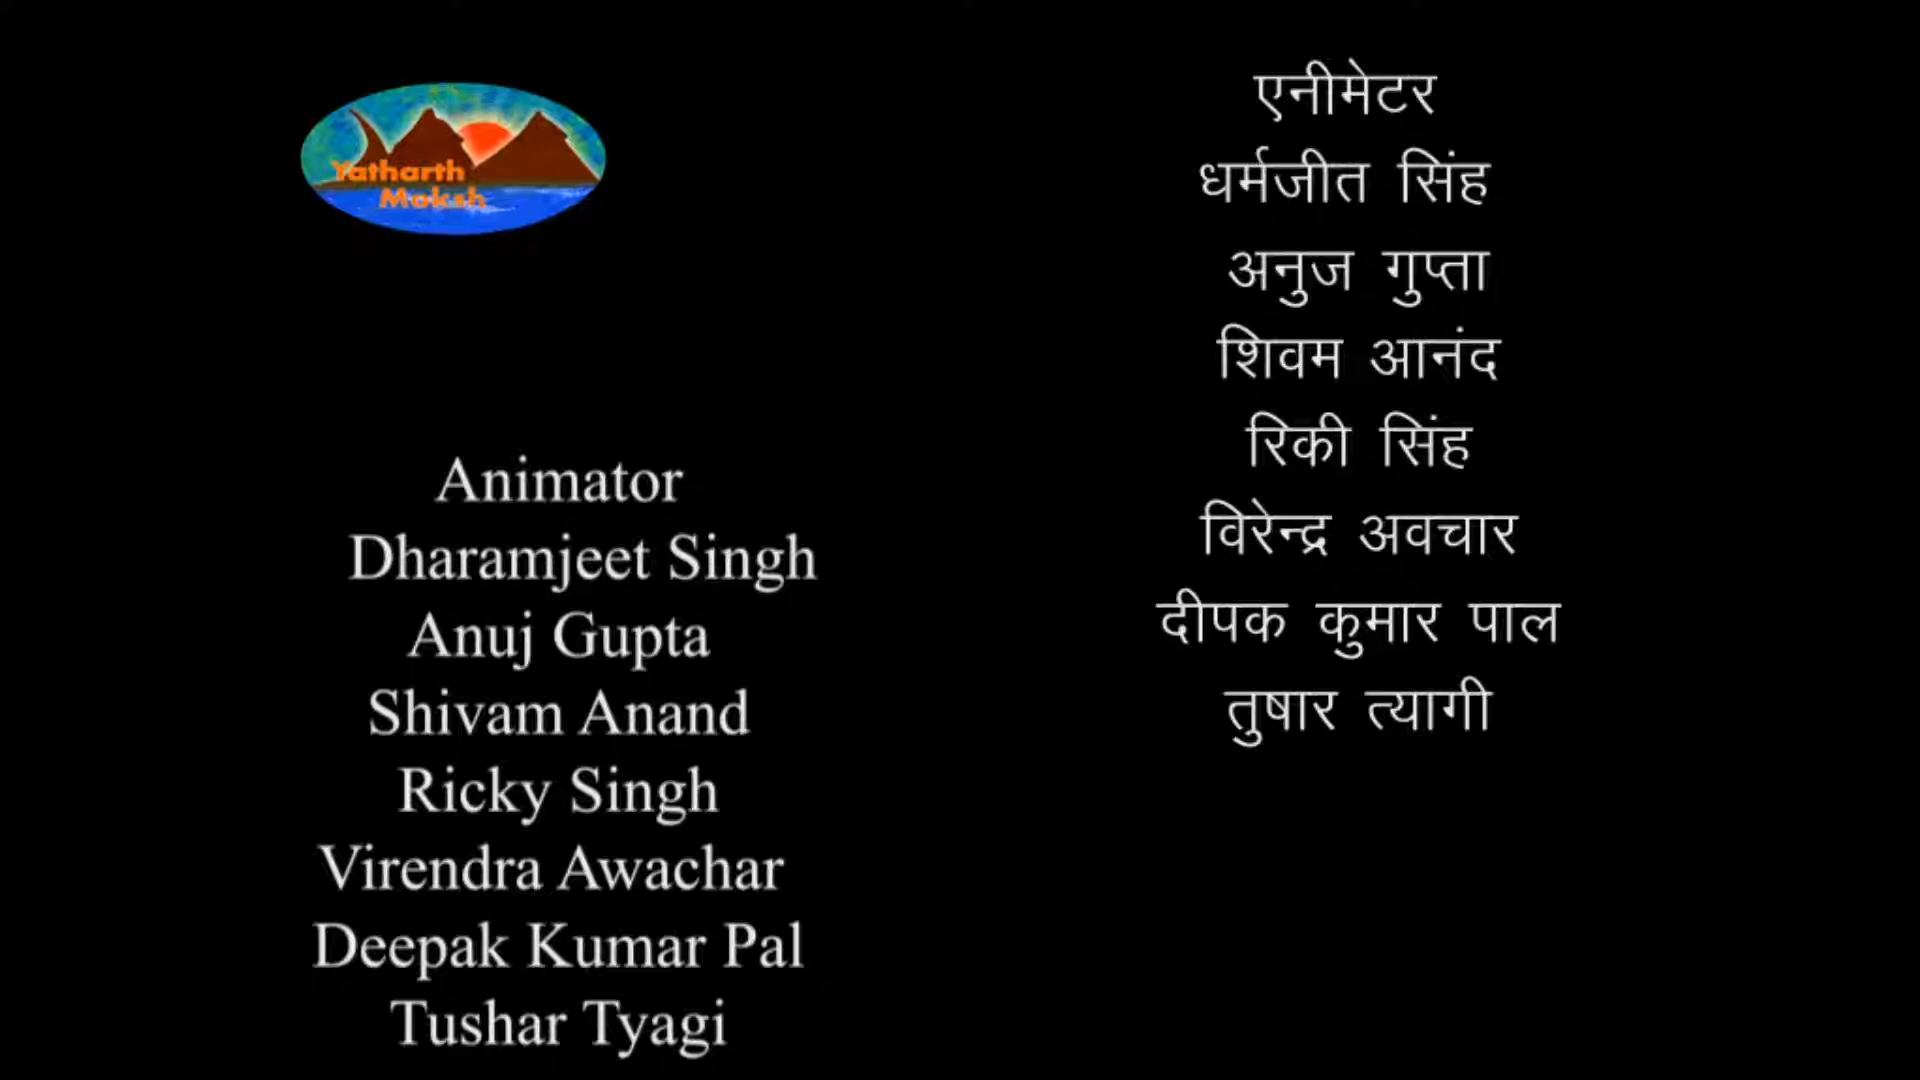 Yatharth
Moksh
Animator
Dharamjeet Singh
Anuj Gupta
Shivam Anand
Ricky Singh
Virendra Awachar
Deepak Kumar Pal
Tushar Tyagi
एनीमेटर
धर्मजीत सिंह
अनुज गुप्ता
शिवम आनंद
रिकी सिंह
विरेन्द्र अवचार
दीपक कुमार पाल
तुषार त्यागी